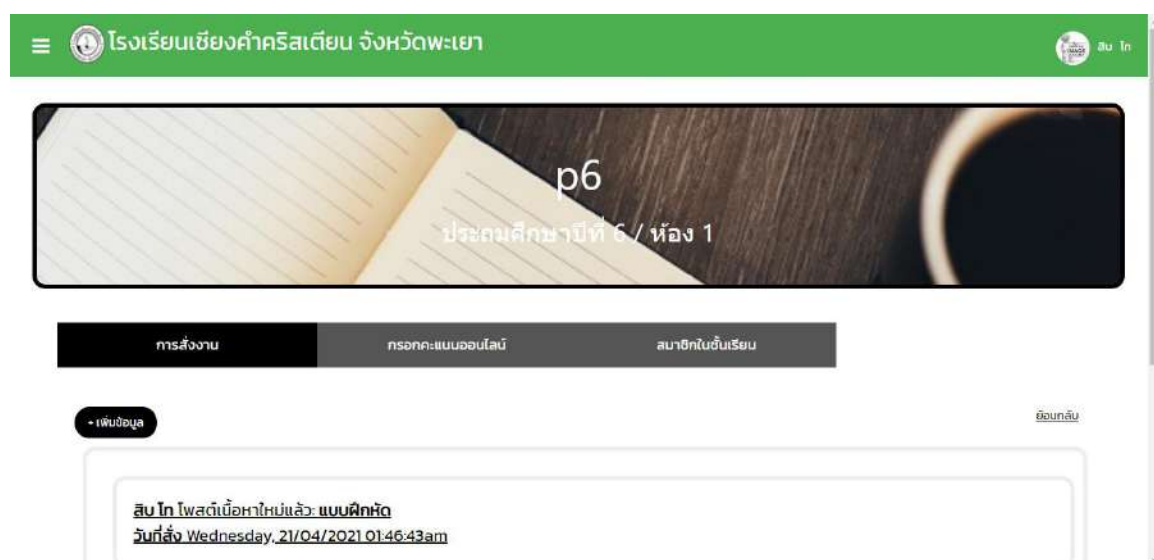 โรงเรียนเชียงคำคริสเตียน จังหวัดพะเยา
สิบ โท
p6
ประถมศึกษาปีที่ 6 / ห้อง 1
การสั่งงาน
กรอกคะแนนออนไลน์
สมาชิกในชั้นเรียน
+ เพิ่มข้อมูล
ย้อนกลับ
สิบ โท โพสต์เนื้อหาใหม่แล้ว: แบบฝึกหัด
วันที่สั่ง Wednesday, 21/04/2021 01:46:43am